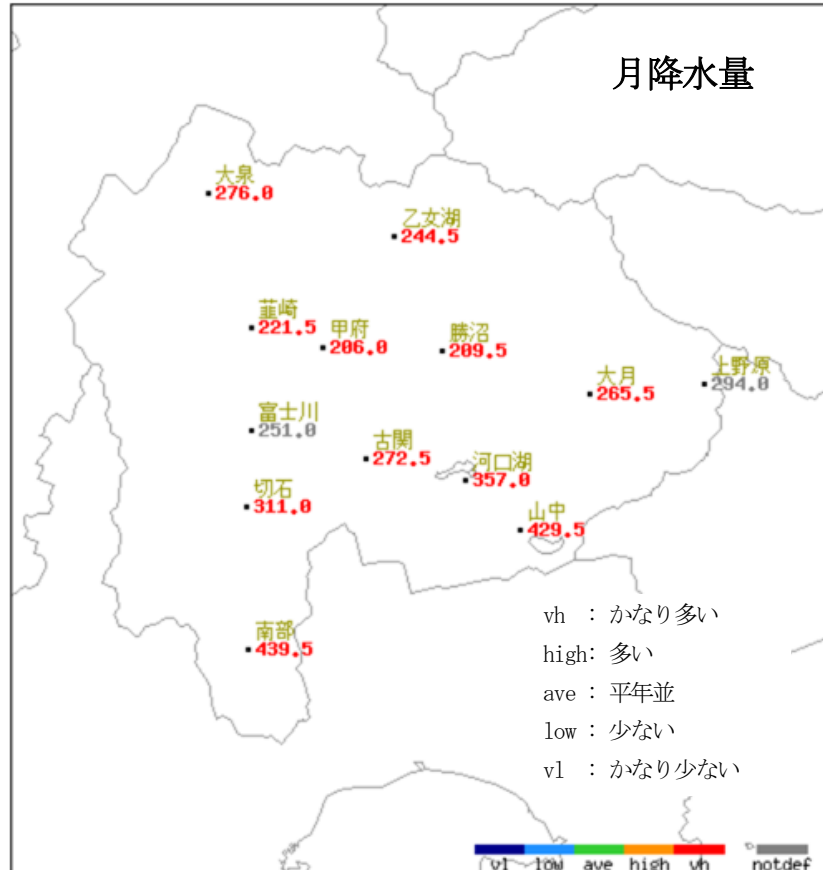 月降水量
大泉
276.0
乙女湖
244.5
韮崎
221.5
甲府
206.0
勝沼
209.5
大月
265.5
上野原
294.0
富士川
251.0
古関
272.5
河口湖
357.0
切石
311.0
山中
429.5
南部
439.5
vh : かなり多い
high: 多い
ave : 平年並
low : 少ない
vl : かなり少ない
vl low ave high vh notdef